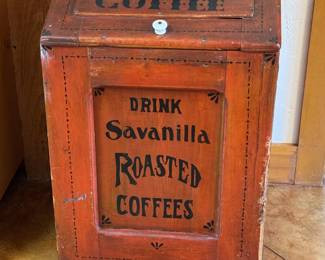 COFFEE
DRINK
Savanilla
ROASTED
COFFEES